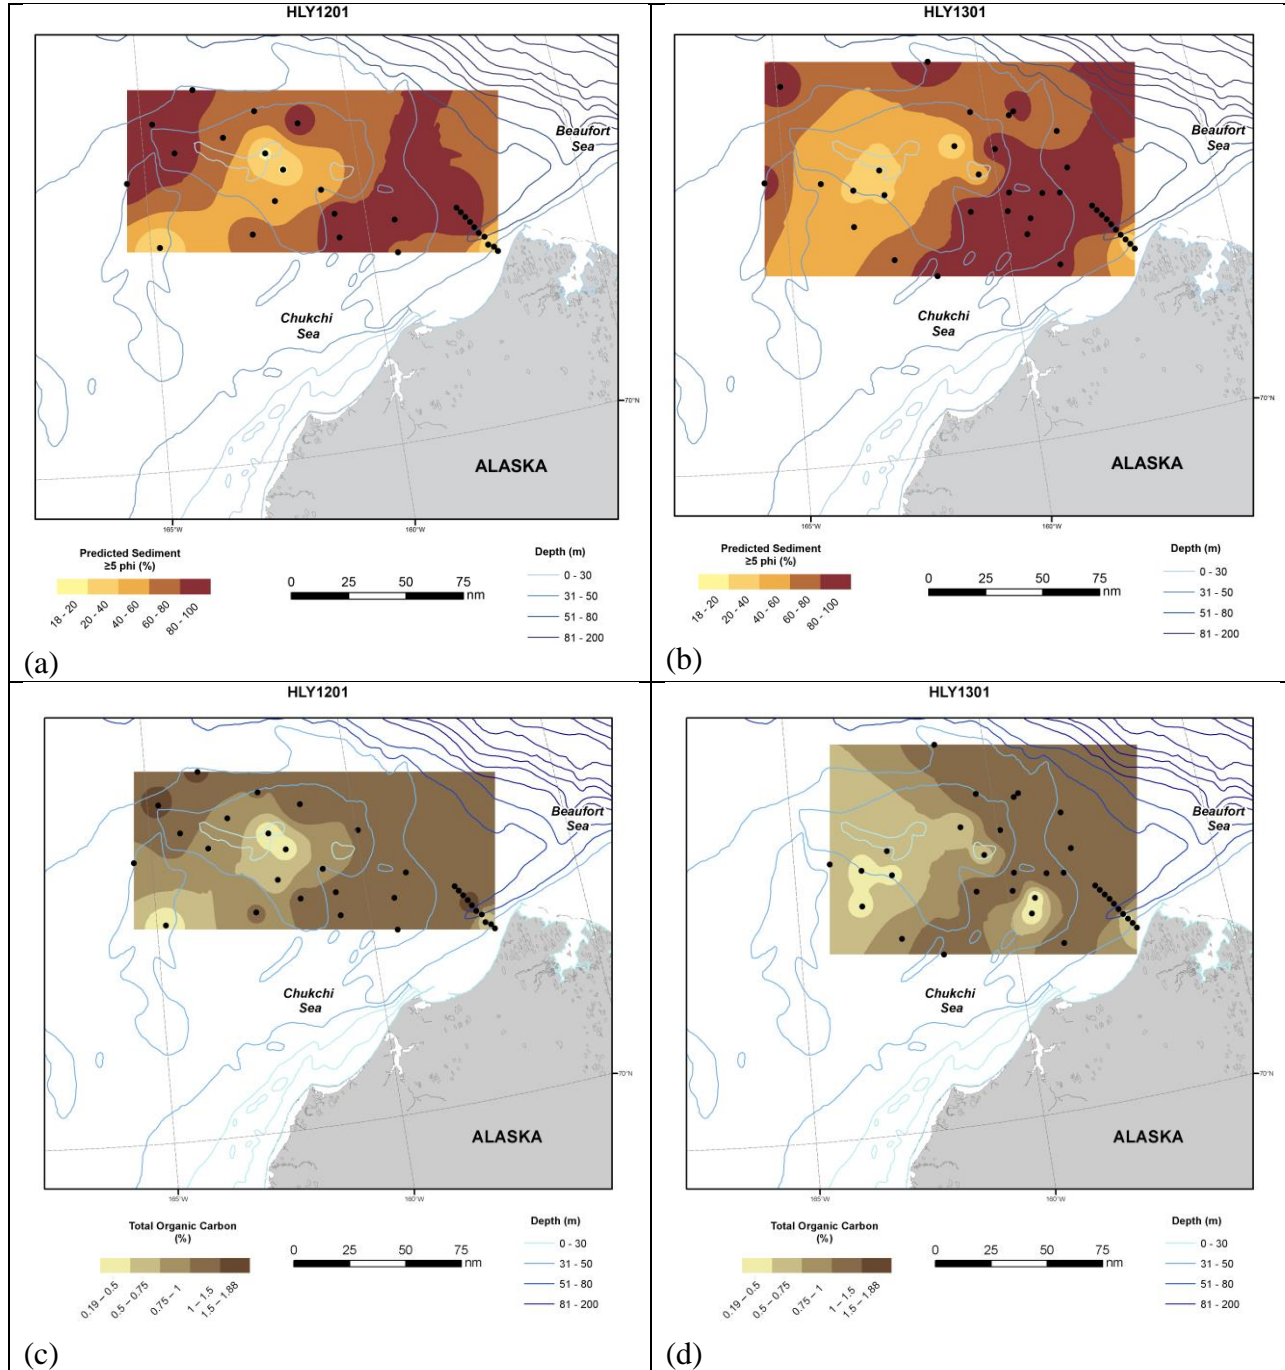 HLY1201
Beaufort
Sea
Chukchi
Sea
70°N
ALASKA
165°W
160°W
Predicted Sediment
≥5 phi (%)
18 - 20
20 - 40
40 - 60
60 - 80
80 - 100
0 25 50 75
nm
Depth (m)
0 - 30
31 - 50
51 - 80
81 - 200
(a)
HLY1301
Beaufort
Sea
Chukchi
Sea
70°N
ALASKA
165°W
160°W
Predicted Sediment
≥5 phi (%)
18 - 20
20 - 40
40 - 60
60 - 80
80 - 100
0 25 50 75
nm
Depth (m)
0 - 30
31 - 50
51 - 80
81 - 200
(b)
HLY1201
Beaufort
Sea
Chukchi
Sea
70°N
ALASKA
165°W
160°W
Total Organic Carbon
(%)
0.19 – 0.5
0.5 – 0.75
0.75 – 1
1 – 1.5
1.5 – 1.88
0 25 50 75
nm
Depth (m)
0 - 30
31 - 50
51 - 80
81 - 200
(c)
HLY1301
Beaufort
Sea
Chukchi
Sea
70°N
ALASKA
165°W
160°W
Total Organic Carbon
(%)
0.19 – 0.5
0.5 – 0.75
0.75 – 1
1 – 1.5
1.5 – 1.88
0 25 50 75
nm
Depth (m)
0 - 30
31 - 50
51 - 80
81 - 200
(d)